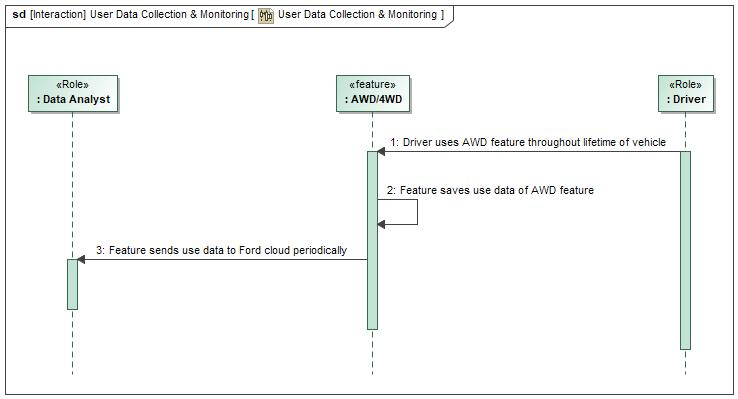 sd [Interaction] User Data Collection & Monitoring [ User Data Collection & Monitoring ]
«Role»
: Data Analyst
«feature»
: AWD/4WD
«Role»
: Driver
1: Driver uses AWD feature throughout lifetime of vehicle
2: Feature saves use data of AWD feature
3: Feature sends use data to Ford cloud periodically